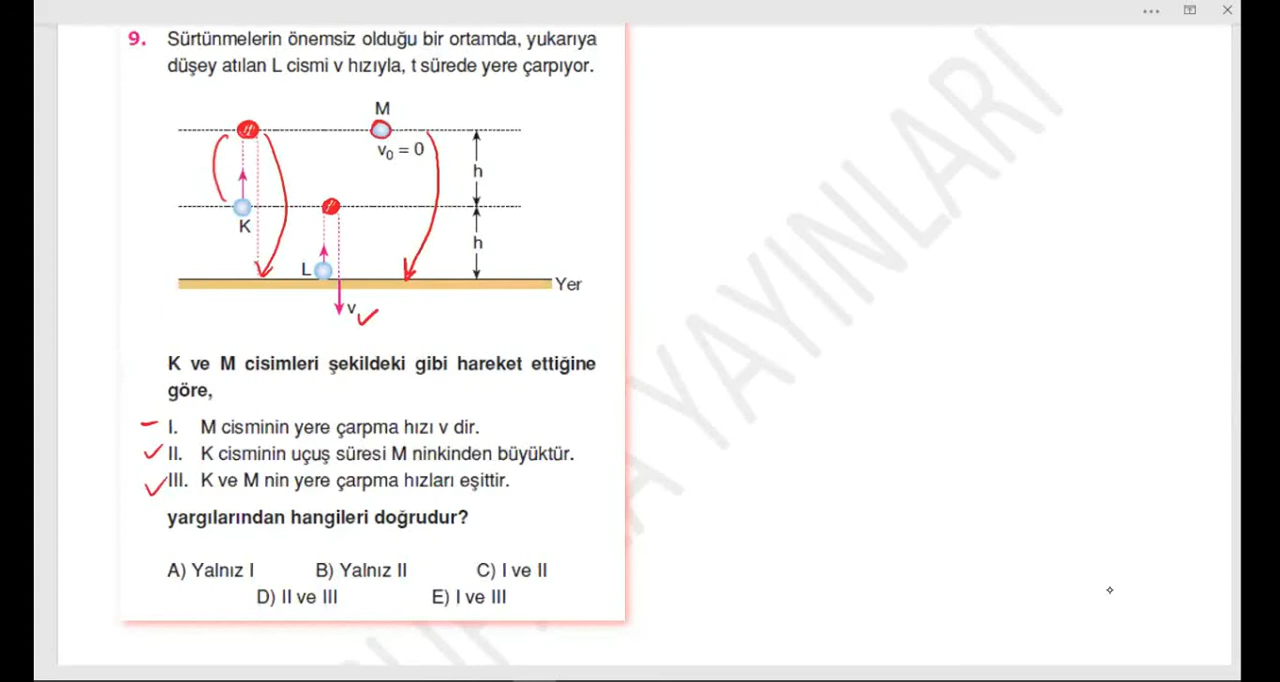 9. Sürtünmelerin önemsiz olduğu bir ortamda, yukarıya
düşey atılan L cismi v hızıyla, t sürede yere çarpıyor.
M
v0 = 0
h
K
h
L
Yer
v
K ve M cisimleri şekildeki gibi hareket ettiğine
göre,
I. M cisminin yere çarpma hızı v dir.
II. K cisminin uçuş süresi M ninkinden büyüktür.
III. K ve M nin yere çarpma hızları eşittir.
yargılarından hangileri doğrudur?
A) Yalnız I B) Yalnız II C) I ve II
D) II ve III E) I ve III
YAYINLARI